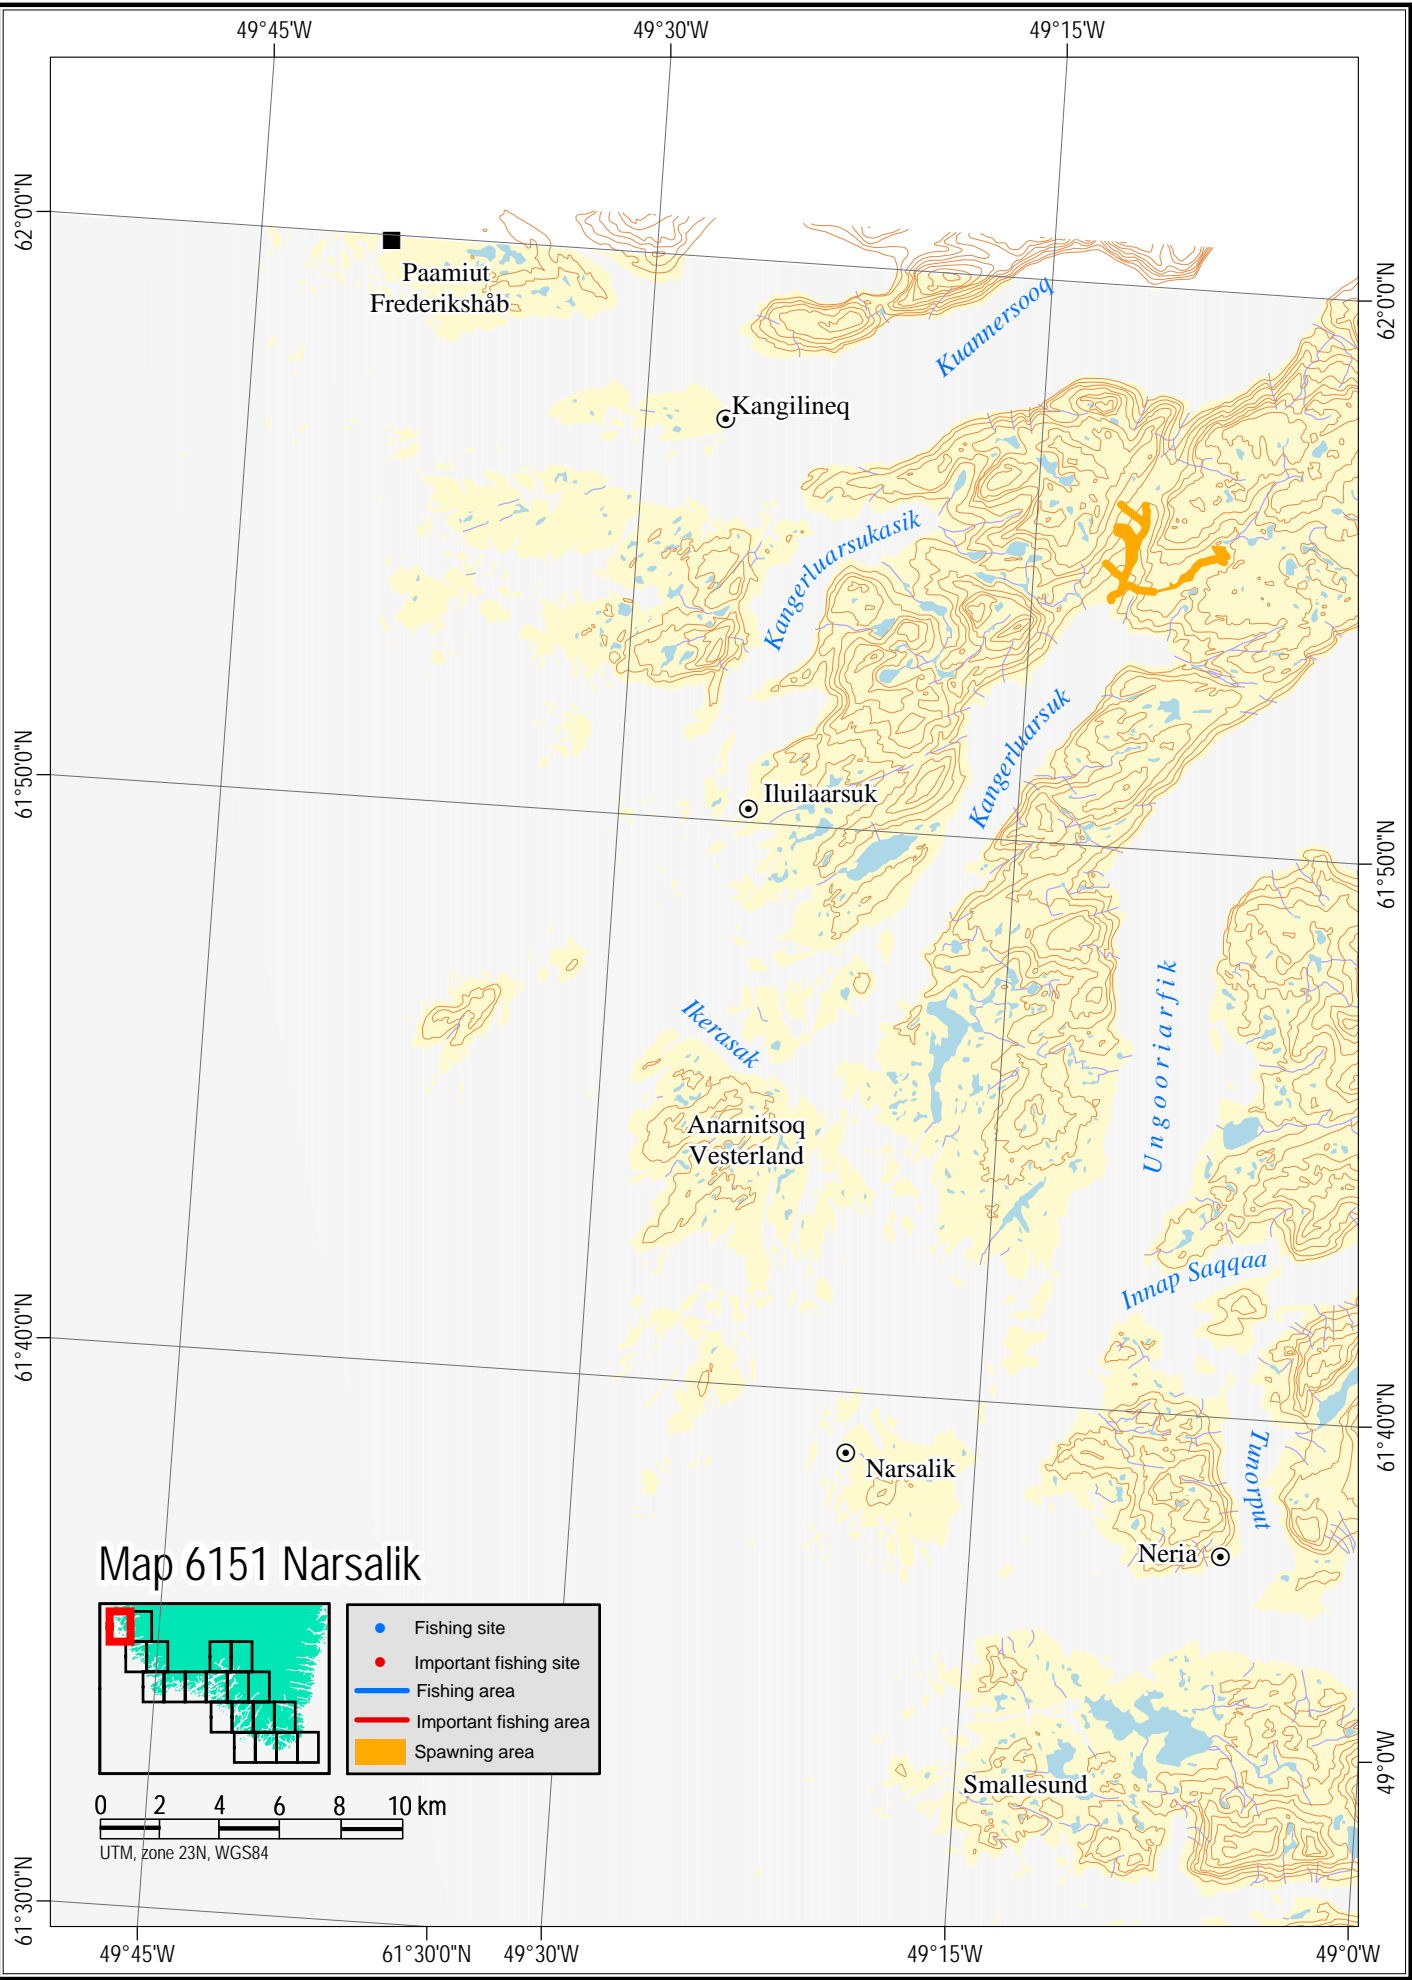 49°45'W
49°30'W
49°15'W
62°0'0"N
62°0'0"N
Paamiut
Frederikshåb
Kuannersooq
Kangilineq
Kangerluarsukasik
Kangerluarsuk
61°50'0"N
Iluilaarsuk
61°50'0"N
Ikerasak
Ungooriarfik
Anarnitsoq
Vesterland
Innap Saqqaa
61°40'0"N
61°40'0"N
Tunorput
Narsalik
Neria
Map 6151 Narsalik
Fishing site
Important fishing site
Fishing area
Important fishing area
Spawning area
Smallesund
49°0'W
0 2 4 6 8 10 km
UTM, zone 23N, WGS84
61°30'0"N
49°45'W
61°30'0"N
49°30'W
49°15'W
49°0'W